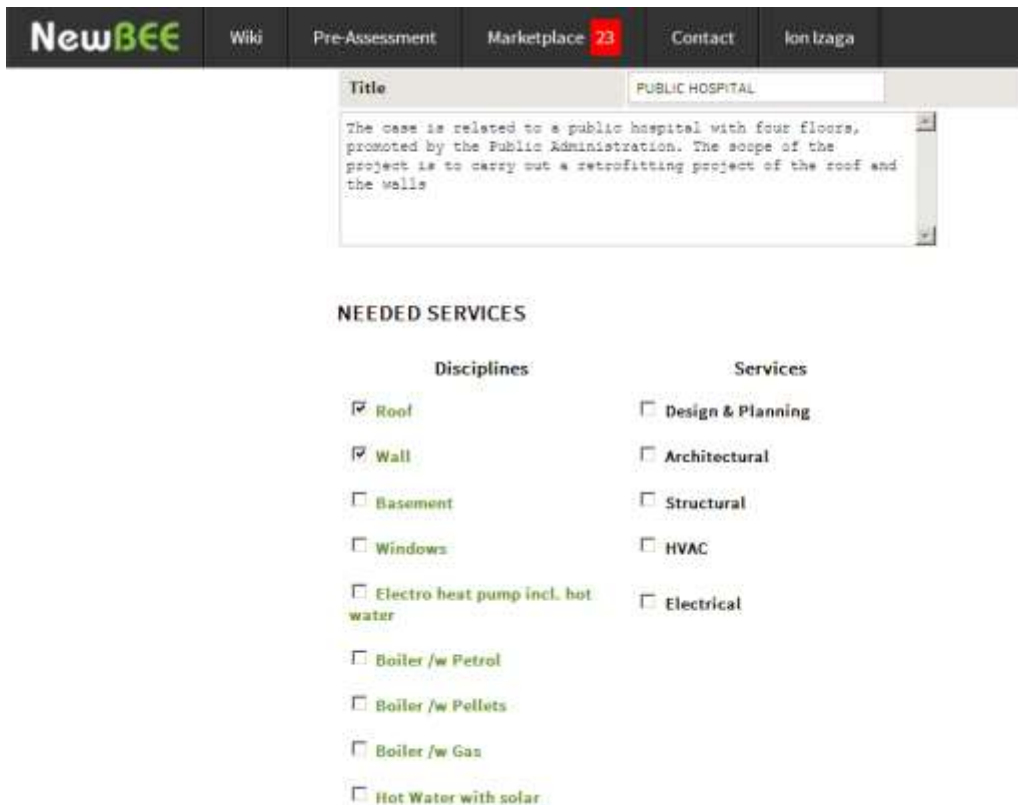 NewBEE Wiki Pre-Assessment Marketplace 23 Contact Ion Izaga
Title PUBLIC HOSPITAL
The case is related to a public hospital with four floors,
promoted by the Public Administration. The scope of the
project is to carry out a retrofitting project of the roof and
the walls
NEEDED SERVICES
Disciplines Services
Roof Design & Planning
Wall Architectural
Basement Structural
Windows HVAC
Electro heat pump incl. hot
water
Electrical
Boiler /w Petrol
Boiler /w Pellets
Boiler /w Gas
Hot Water with solar